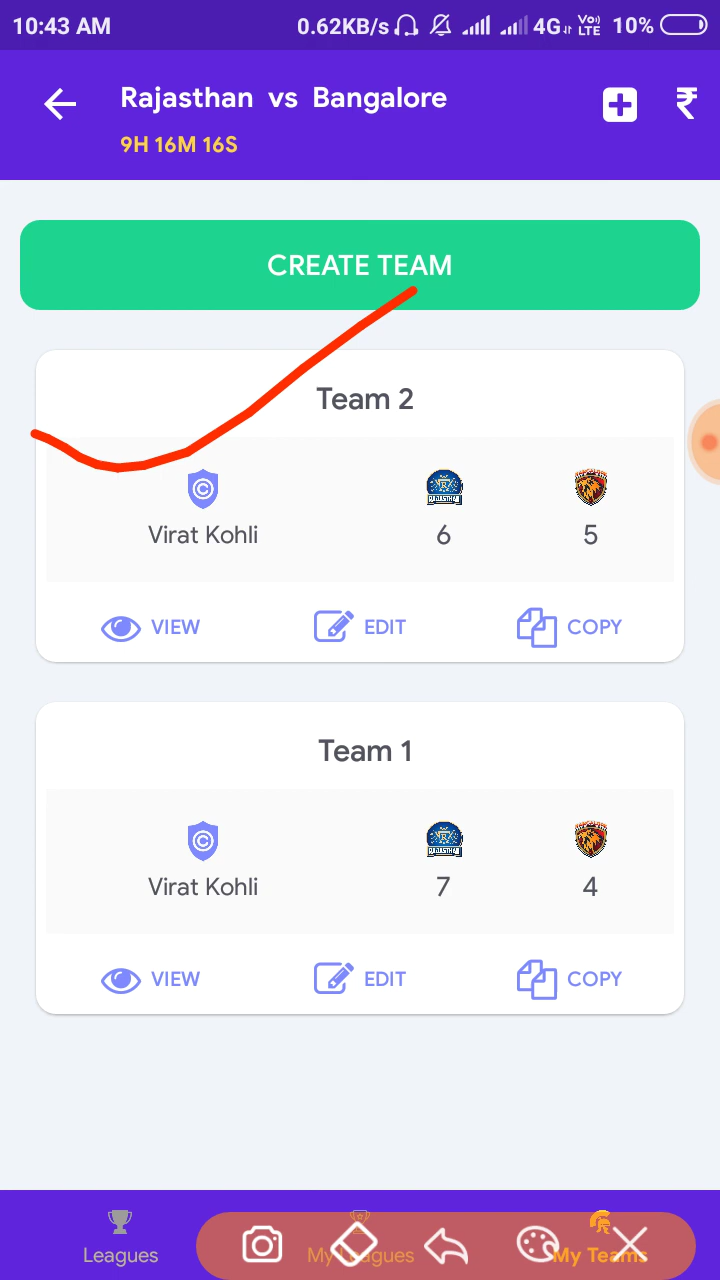 10:43 AM 0.62KB/s 4G VoLTE 10%
Rajasthan vs Bangalore ₹
9H 16M 16S
CREATE TEAM
Team 2
Virat Kohli 6 5
VIEW EDIT COPY
Team 1
Virat Kohli 7 4
VIEW EDIT COPY
Leagues My Leagues My Teams